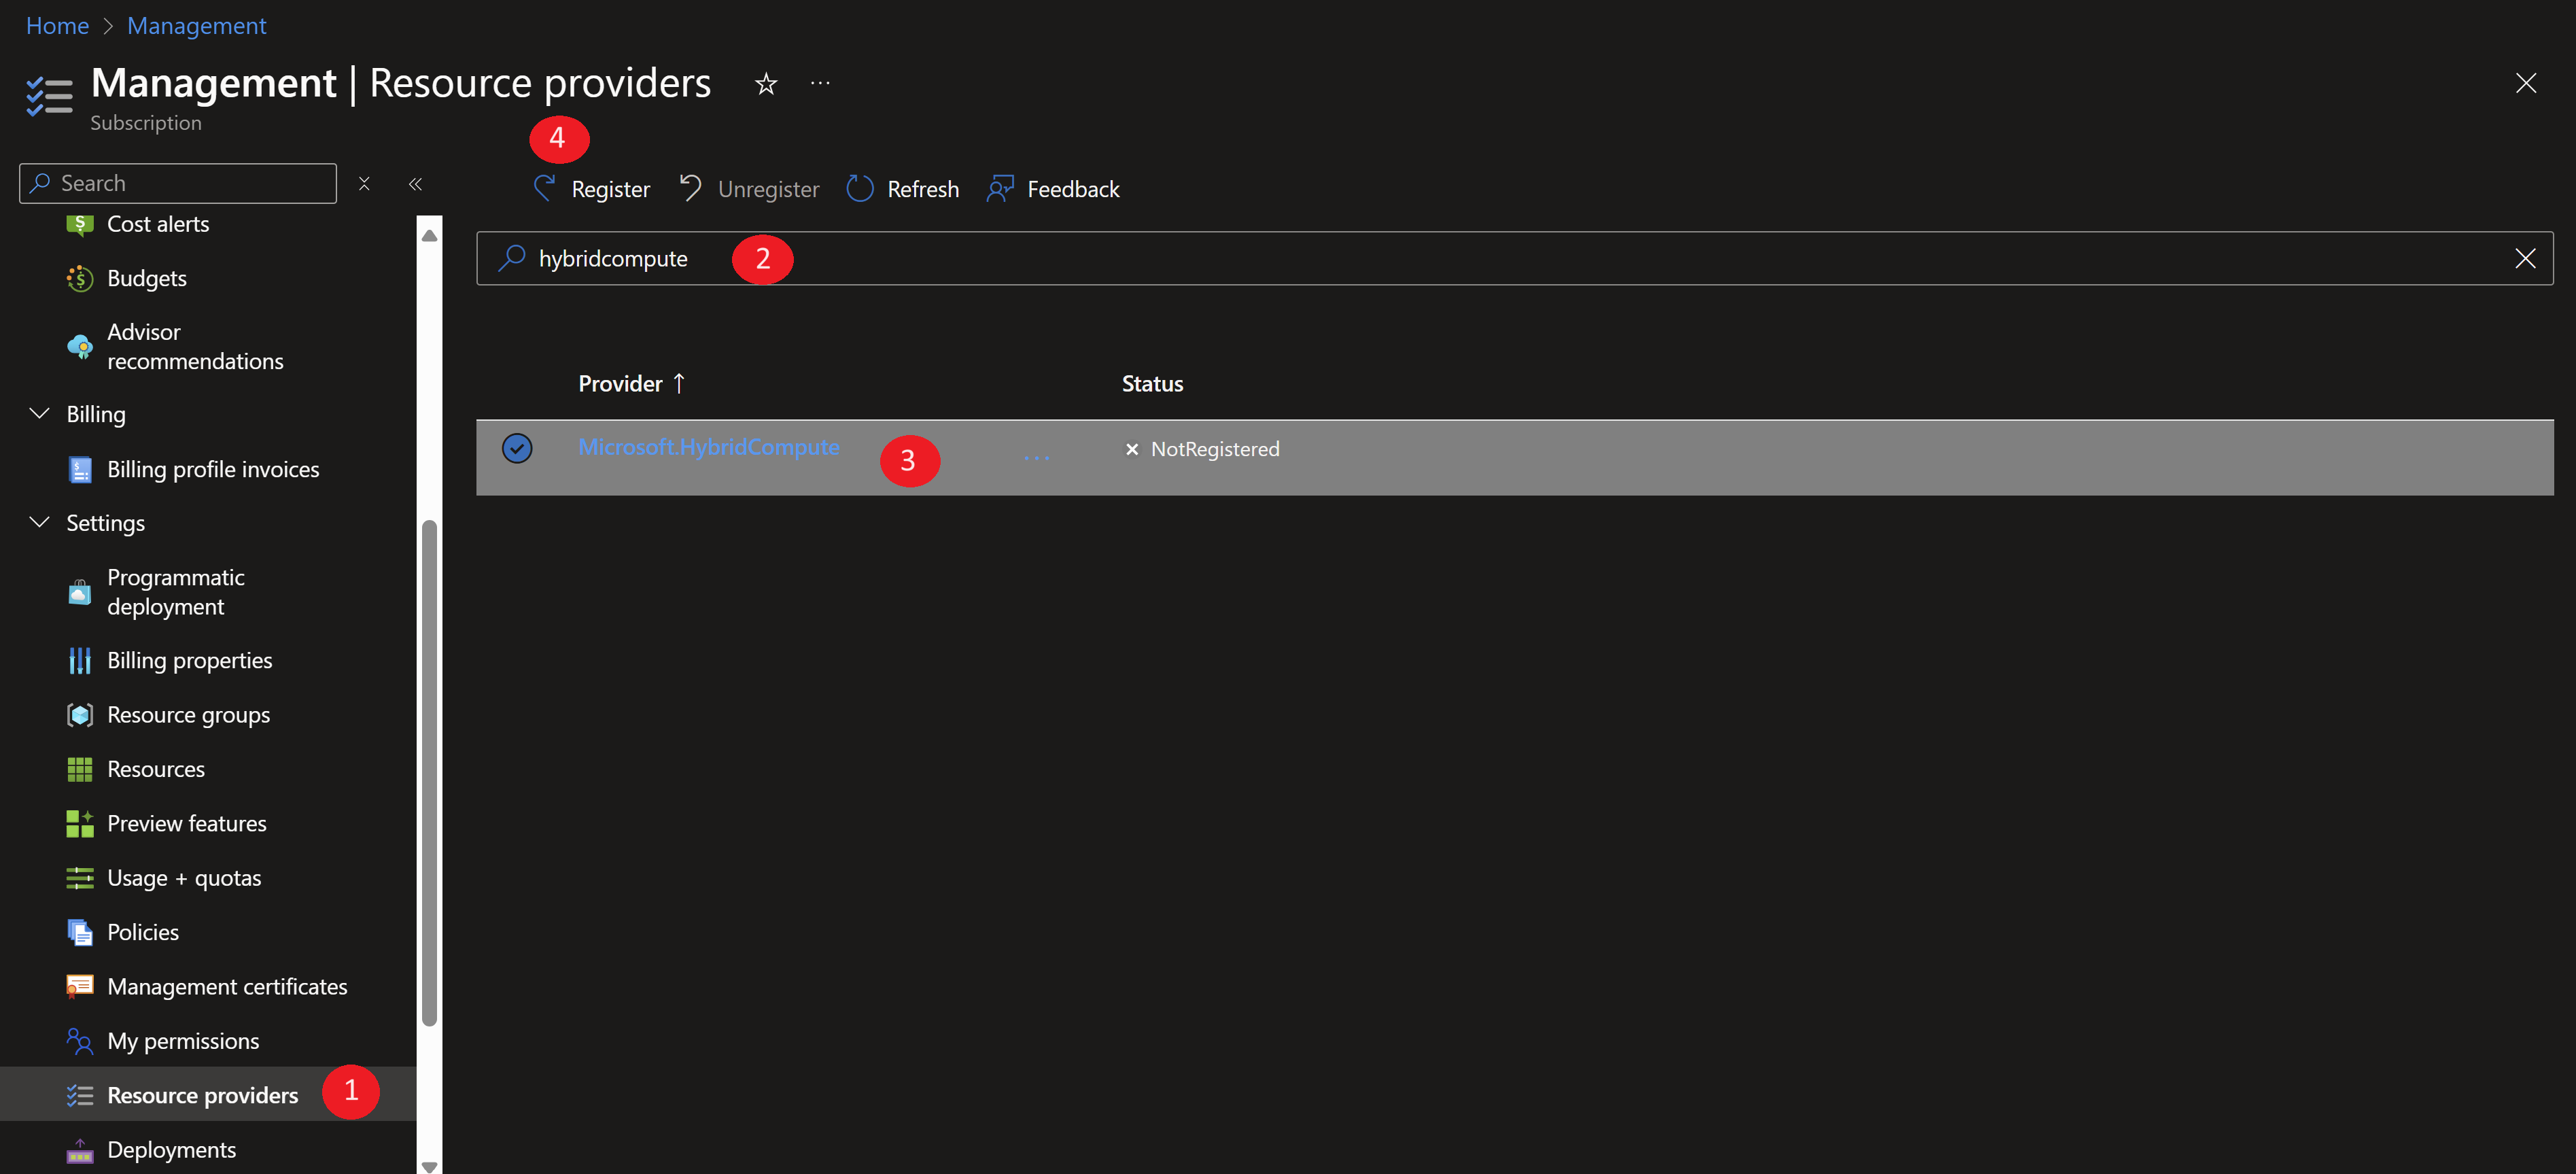 Home > Management
Management | Resource providers
Subscription
4
Search
Register
Unregister
Refresh
Feedback
hybridcompute
2
Provider ↑
Status
Microsoft.HybridCompute
3
...
NotRegistered
Cost alerts
Budgets
Advisor
recommendations
Billing
Billing profile invoices
Settings
Programmatic
deployment
Billing properties
Resource groups
Resources
Preview features
Usage + quotas
Policies
Management certificates
My permissions
Resource providers
1
Deployments